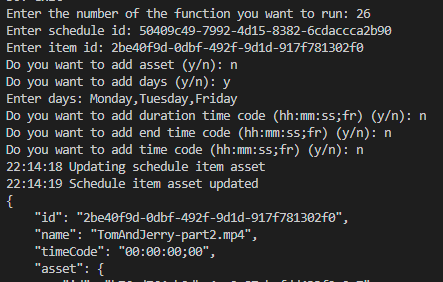 Enter the number of the function you want to run: 26
Enter schedule id: 50409c49-7992-4d15-8382-6cdaccca2b90
Enter item id: 2be40f9d-0dbf-492f-9d1d-917f781302f0
Do you want to add asset (y/n): n
Do you want to add days (y/n): y
Enter days: Monday,Tuesday,Friday
Do you want to add duration time code (hh:mm:ss;fr) (y/n): n
Do you want to add end time code (hh:mm:ss;fr) (y/n): n
Do you want to add time code (hh:mm:ss;fr) (y/n): n
22:14:18 Updating schedule item asset
22:14:19 Schedule item asset updated
{
    "id": "2be40f9d-0dbf-492f-9d1d-917f781302f0",
    "name": "TomAndJerry-part2.mp4",
    "timeCode": "00:00:00;00",
    "asset": {